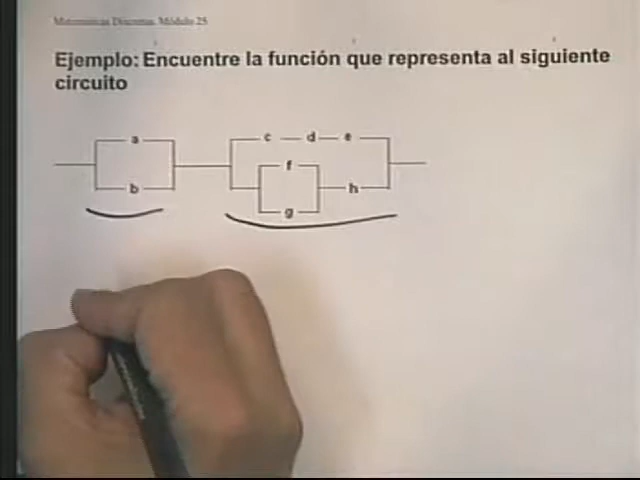 Matemáticas Discretas. Módulo 25
Ejemplo: Encuentre la función que representa al siguiente
circuito
a
c d e
f
b
h
g